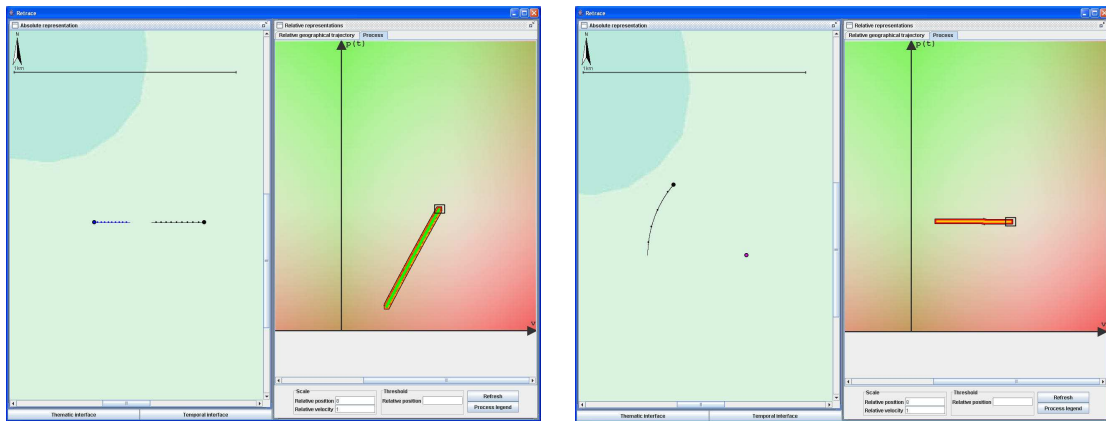 Retrace
Absolute representation
Relative representations
Relative geographical trajectory Process
N
1km
p(t)
v
Scale
Relative position 0
Relative velocity 1
Threshold
Relative position
Refresh
Process legend
Thematic interface
Temporal interface
Retrace
Absolute representation
Relative representations
Relative geographical trajectory Process
N
1km
p(t)
v
Scale
Relative position 0
Relative velocity 1
Threshold
Relative position
Refresh
Process legend
Thematic interface
Temporal interface